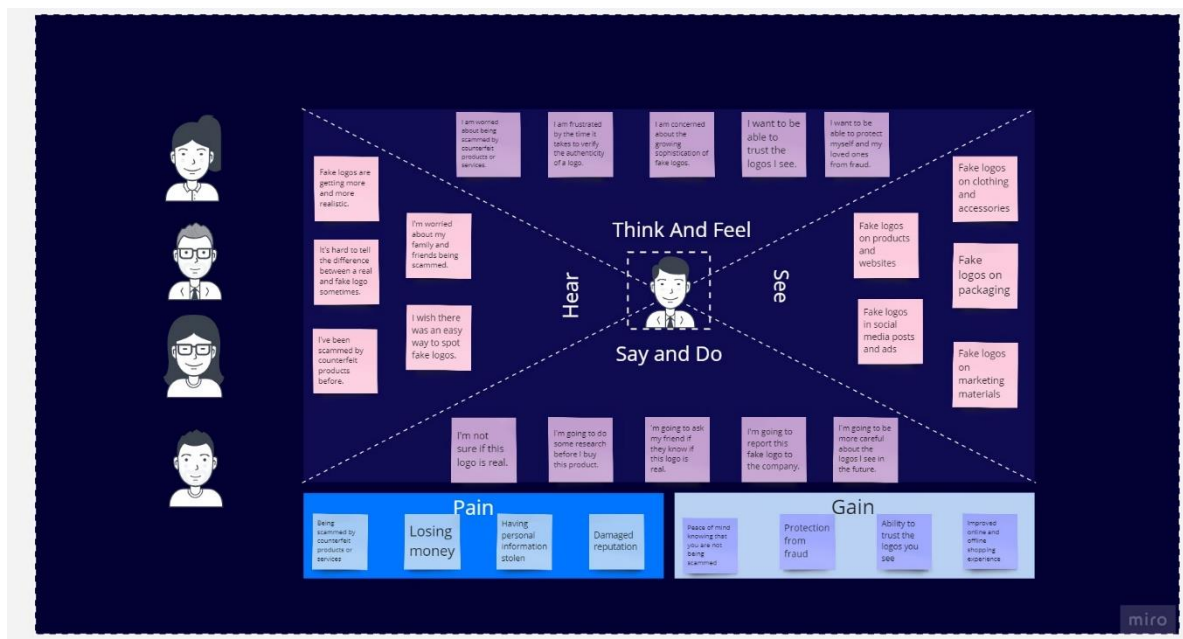 I am worried
about being
scammed by
counterfeit
products or
services.
I am frustrated
by the time it
takes to verify
the authenticity
of a logo.
I am concerned
about the
growing
sophistication of
fake logos.
I want to be
able to
trust the
logos I see.
I want to be
able to protect
myself and my
loved ones
from fraud.
Fake logos are
getting more
and more
realistic.
I'm worried
about my
family and
friends being
scammed.
It's hard to tell
the difference
between a real
and fake logo
sometimes.
I wish there
was an easy
way to spot
fake logos.
I've been
scammed by
counterfeit
products
before.
Think And Feel
Hear
See
Say and Do
Fake logos
on clothing
and
accessories
Fake logos
on products
and
websites
Fake
logos on
packaging
Fake logos
in social
media posts
and ads
Fake logos
on
marketing
materials
I'm not
sure if this
logo is real.
I'm going to do
some research
before I buy
this product.
'm going to ask
my friend if
they know if
this logo is
real.
I'm going to
report this
fake logo to
the company.
I'm going to be
more careful
about the
logos I see in
the future.
Pain
Being
scammed by
counterfeit
products or
services
Losing
money
Having
personal
information
stolen
Damaged
reputation
Gain
Peace of mind
knowing that
you are not
being
scammed
Protection
from
fraud
Ability to
trust the
logos you
see
Improved
online and
offline
shopping
experience
miro